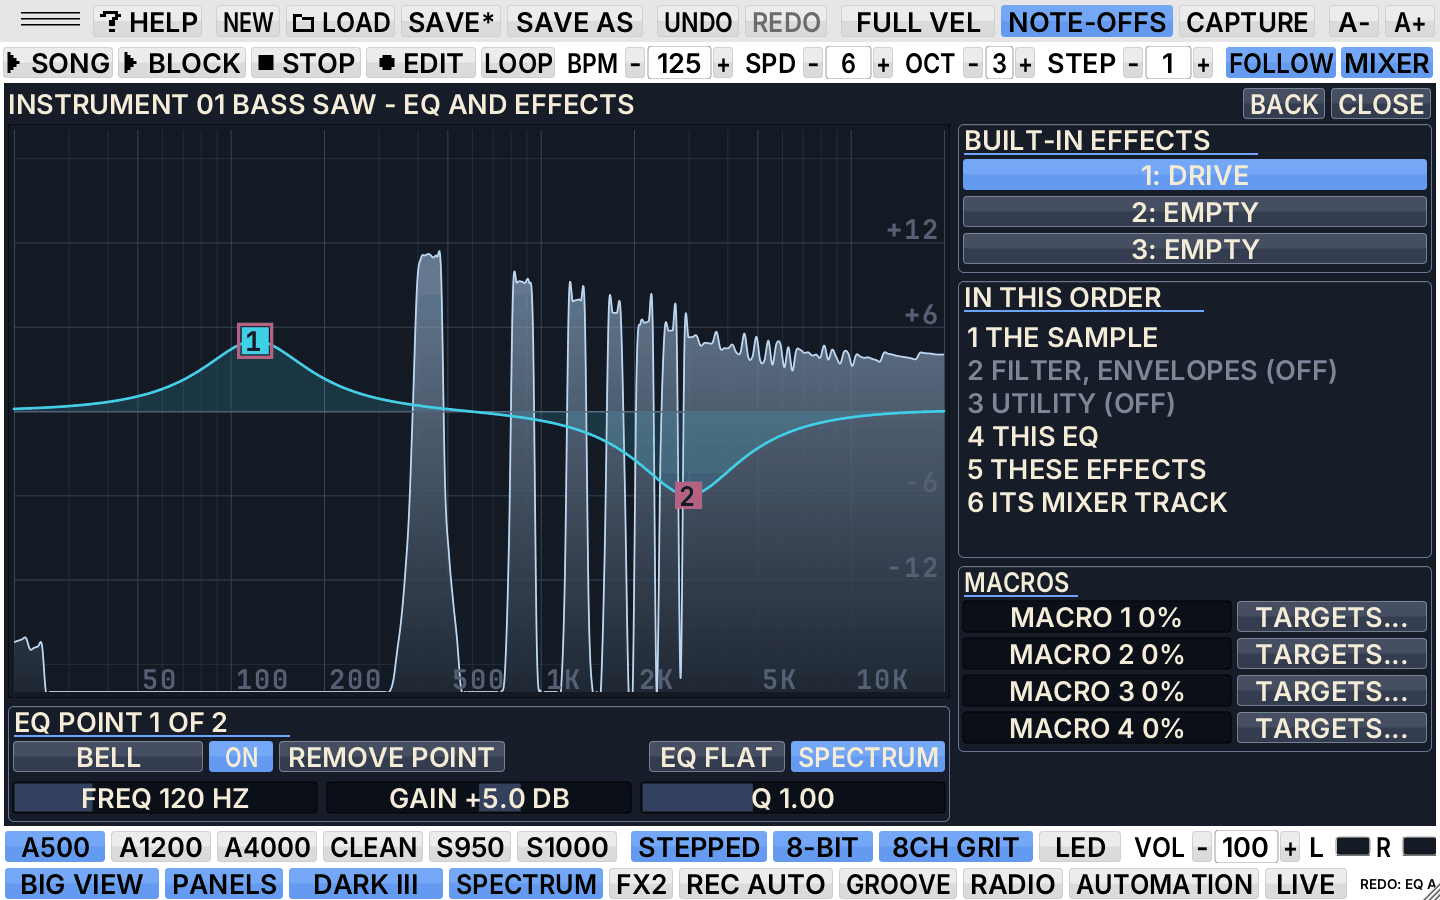 ? HELP NEW LOAD SAVE* SAVE AS UNDO REDO FULL VEL NOTE-OFFS CAPTURE A- A+
SONG BLOCK STOP EDIT LOOP BPM - 125 + SPD - 6 + OCT - 3 + STEP - 1 + FOLLOW MIXER
INSTRUMENT 01 BASS SAW - EQ AND EFFECTS BACK CLOSE
BUILT-IN EFFECTS
1: DRIVE
2: EMPTY
3: EMPTY
IN THIS ORDER
1 THE SAMPLE
2 FILTER, ENVELOPES (OFF)
3 UTILITY (OFF)
4 THIS EQ
5 THESE EFFECTS
6 ITS MIXER TRACK
MACROS
MACRO 1 0% TARGETS...
MACRO 2 0% TARGETS...
MACRO 3 0% TARGETS...
MACRO 4 0% TARGETS...
+12
+6
1
-6
2
-12
50 100 200 500 1K 2K 5K 10K
EQ POINT 1 OF 2
BELL ON REMOVE POINT EQ FLAT SPECTRUM
FREQ 120 HZ GAIN +5.0 DB Q 1.00
A500 A1200 A4000 CLEAN S950 S1000 STEPPED 8-BIT 8CH GRIT LED VOL - 100 + L R
BIG VIEW PANELS DARK III SPECTRUM FX2 REC AUTO GROOVE RADIO AUTOMATION LIVE REDO: EQ A